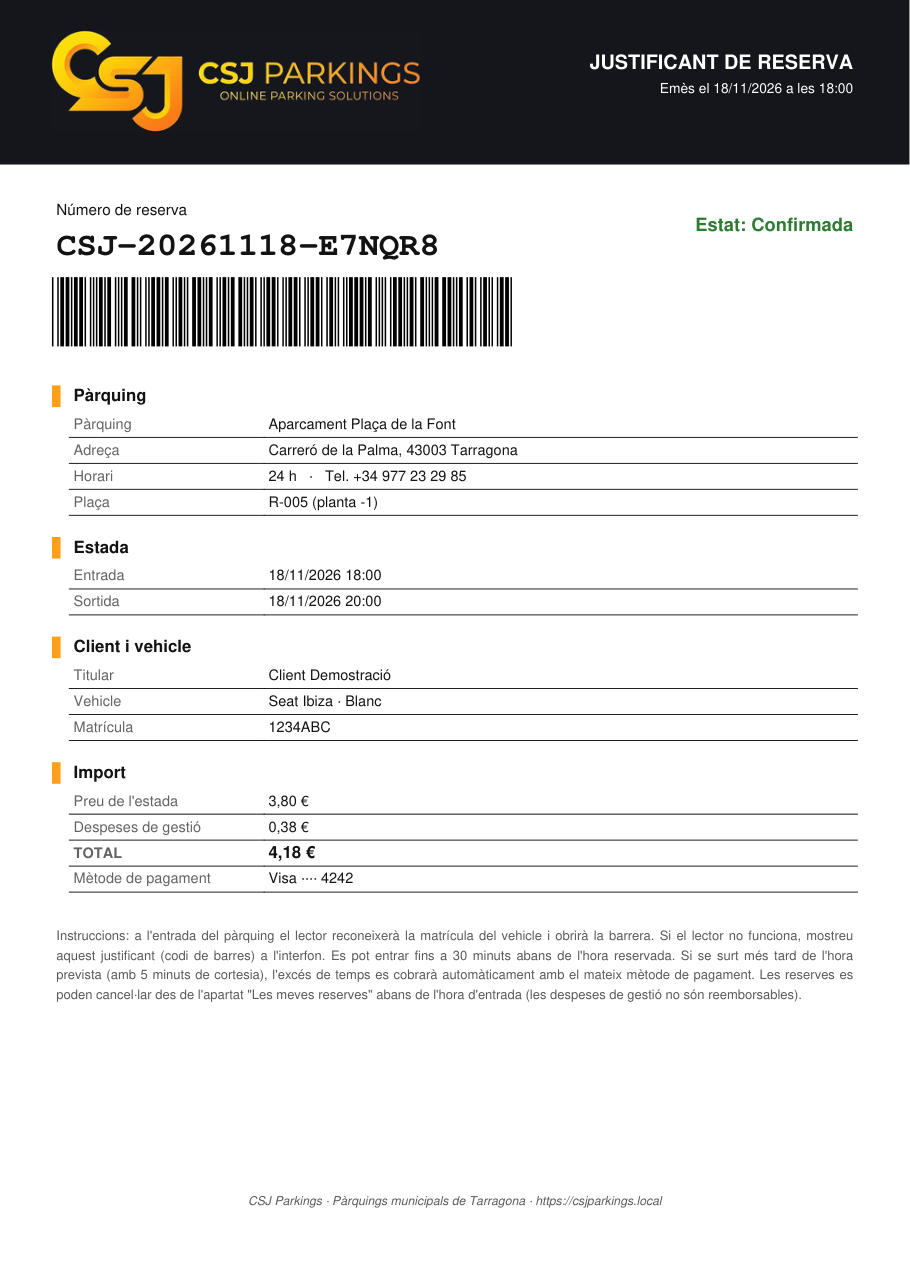 CSJ
CSJ PARKINGS
ONLINE PARKING SOLUTIONS
JUSTIFICANT DE RESERVA
Emès el 18/11/2026 a les 18:00
Número de reserva
CSJ-20261118-E7NQR8
Estat: Confirmada
Pàrquing
Pàrquing Aparcament Plaça de la Font
Adreça Carreró de la Palma, 43003 Tarragona
Horari 24 h · Tel. +34 977 23 29 85
Plaça R-005 (planta -1)
Estada
Entrada 18/11/2026 18:00
Sortida 18/11/2026 20:00
Client i vehicle
Titular Client Demostració
Vehicle Seat Ibiza · Blanc
Matrícula 1234ABC
Import
Preu de l'estada 3,80 €
Despeses de gestió 0,38 €
TOTAL 4,18 €
Mètode de pagament Visa ···· 4242
Instruccions: a l'entrada del pàrquing el lector reconeixerà la matrícula del vehicle i obrirà la barrera. Si el lector no funciona, mostreu
aquest justificant (codi de barres) a l'interfon. Es pot entrar fins a 30 minuts abans de l'hora reservada. Si se surt més tard de l'hora
prevista (amb 5 minuts de cortesia), l'excés de temps es cobrarà automàticament amb el mateix mètode de pagament. Les reserves es
poden cancel·lar des de l'apartat "Les meves reserves" abans de l'hora d'entrada (les despeses de gestió no són reemborsables).
CSJ Parkings · Pàrquings municipals de Tarragona · https://csjparkings.local